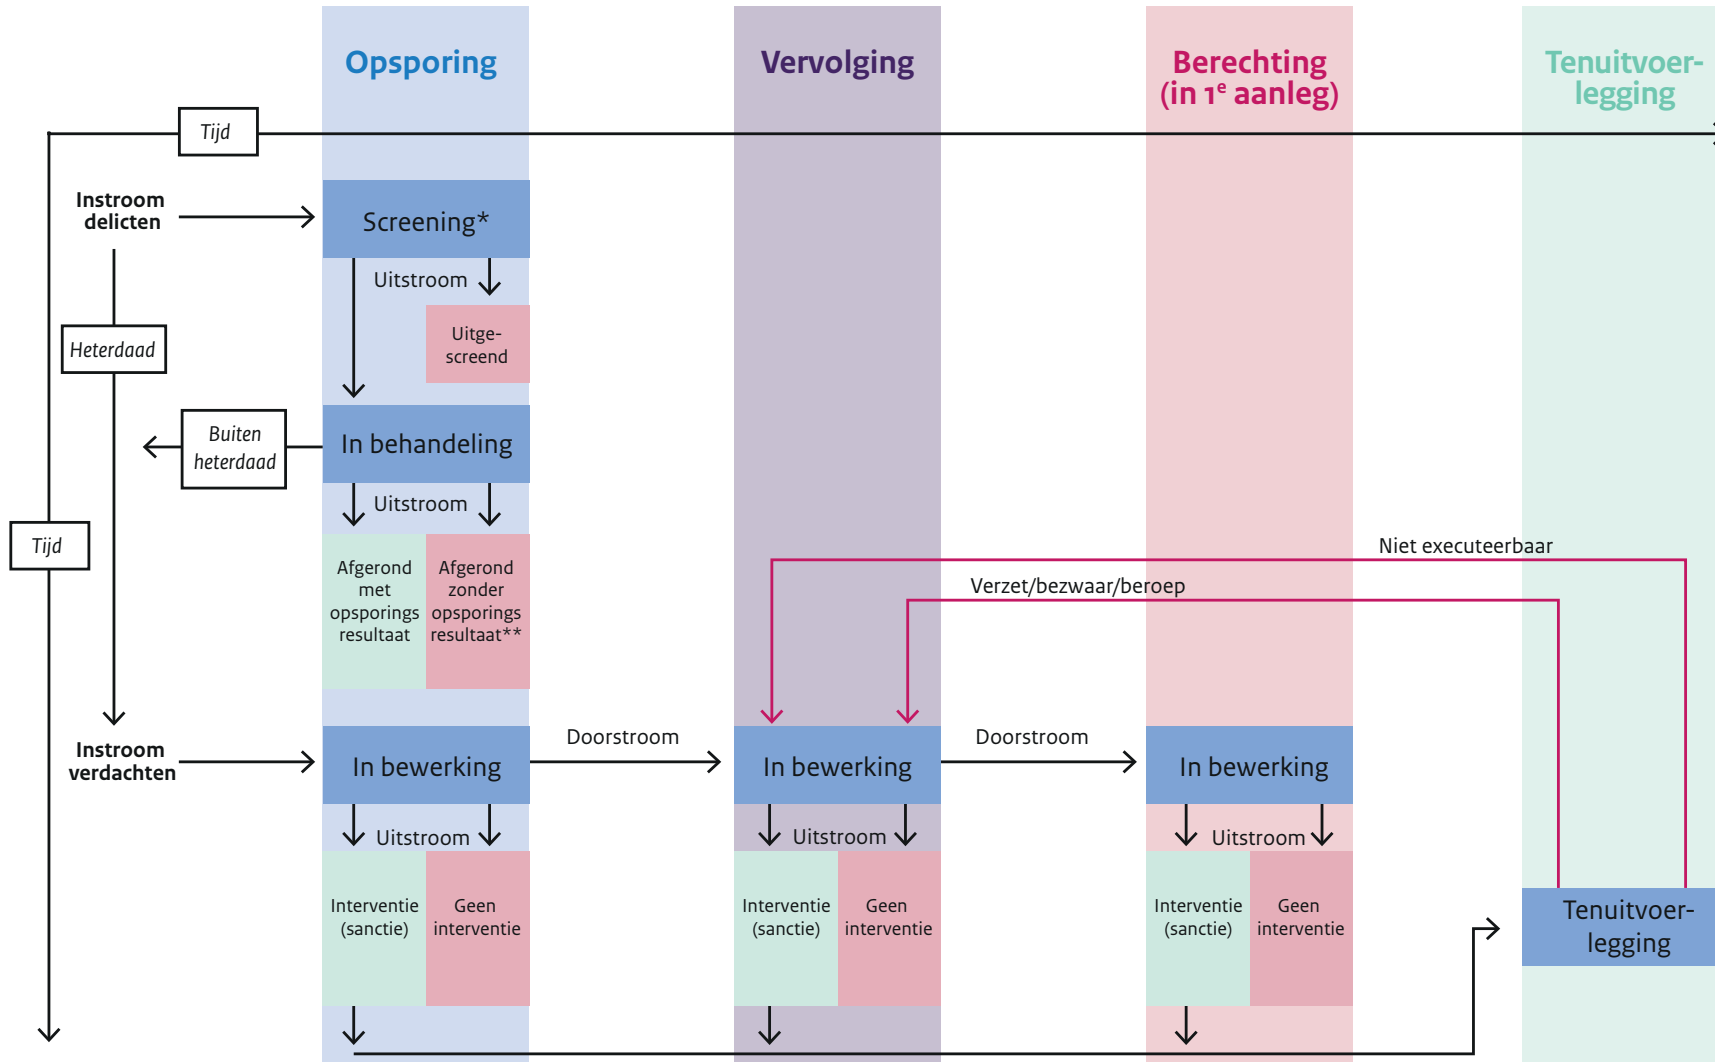 Opsporing
Vervolging
Berechting
(in 1e aanleg)
Tenuitvoer-
legging
Tijd
Instroom
delicten
Screening*
Uitstroom
Uitge-
screend
Heterdaad
Buiten
heterdaad
In behandeling
Uitstroom
Tijd
Afgerond
met
opsporings
resultaat
Afgerond
zonder
opsporings
resultaat**
Niet executeerbaar
Verzet/bezwaar/beroep
Instroom
verdachten
In bewerking
Doorstroom
In bewerking
Doorstroom
In bewerking
Uitstroom
Uitstroom
Uitstroom
Interventie
(sanctie)
Geen
interventie
Interventie
(sanctie)
Geen
interventie
Interventie
(sanctie)
Geen
interventie
Tenuitvoer-
legging